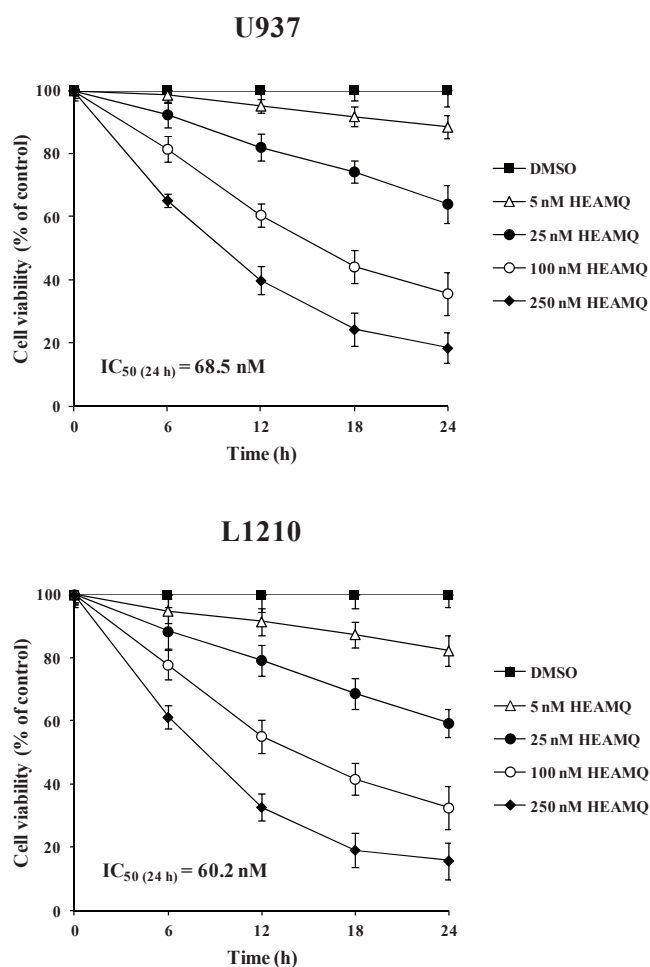 U937
100
80
60
40
20
0
Cell viability (% of control)
IC50 (24 h) = 68.5 nM
0 6 12 18 24
Time (h)
DMSO
5 nM HEAMQ
25 nM HEAMQ
100 nM HEAMQ
250 nM HEAMQ
L1210
100
80
60
40
20
0
Cell viability (% of control)
IC50 (24 h) = 60.2 nM
0 6 12 18 24
Time (h)
DMSO
5 nM HEAMQ
25 nM HEAMQ
100 nM HEAMQ
250 nM HEAMQ